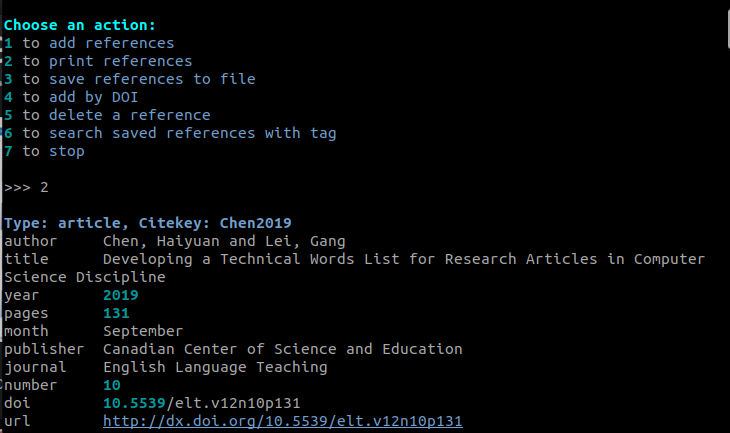 Choose an action:
1 to add references
2 to print references
3 to save references to file
4 to add by DOI
5 to delete a reference
6 to search saved references with tag
7 to stop
>>> 2
Type: article, Citekey: Chen2019
author     Chen, Haiyuan and Lei, Gang
title      Developing a Technical Words List for Research Articles in Computer
Science Discipline
year       2019
pages      131
month      September
publisher  Canadian Center of Science and Education
journal    English Language Teaching
number     10
doi        10.5539/elt.v12n10p131
url        http://dx.doi.org/10.5539/elt.v12n10p131